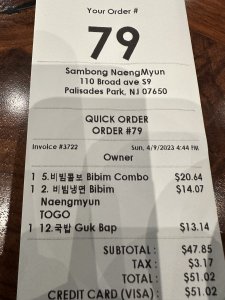 Your Order #
79
Sambong NaengMyun
110 Broad ave S9
Palisades Park, NJ 07650
QUICK ORDER
ORDER #79
Invoice #3722 Sun, 4/9/2023 4:44 PM
Owner
1 5.비빔콤보 Bibim Combo $20.64
1 2. 비빔냉면 Bibim $14.07
Naengmyun
TOGO
1 12.국밥 Guk Bap $13.14
SUBTOTAL : $47.85
TAX : $3.17
TOTAL : $51.02
CREDIT CARD (VISA) : $51.02